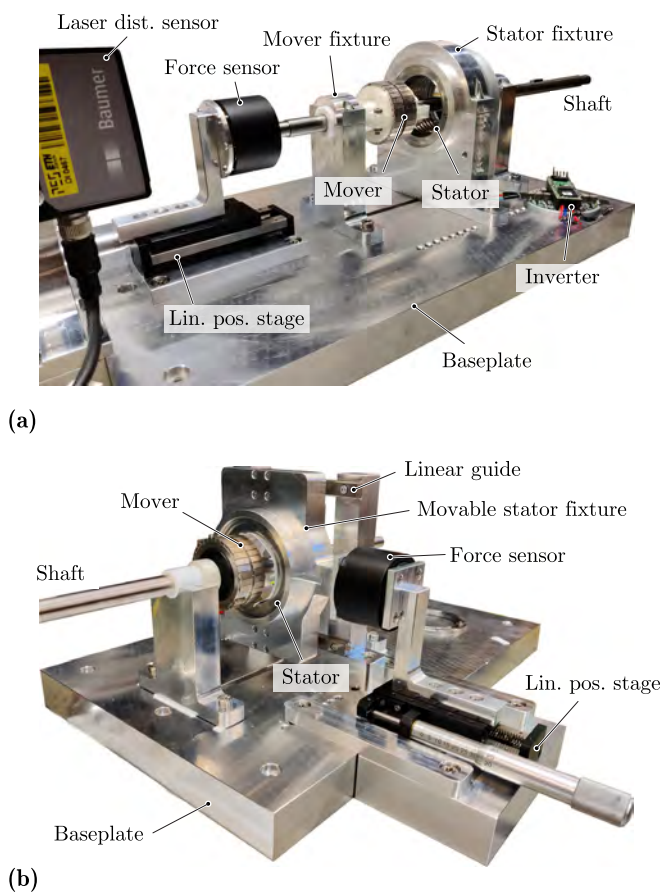 Laser dist. sensor
Mover fixture
Stator fixture
Force sensor
Baumer
Shaft
Mover
Stator
Inverter
Lin. pos. stage
Baseplate
(a)
Linear guide
Mover
Movable stator fixture
Force sensor
Shaft
Stator
Lin. pos. stage
Baseplate
(b)